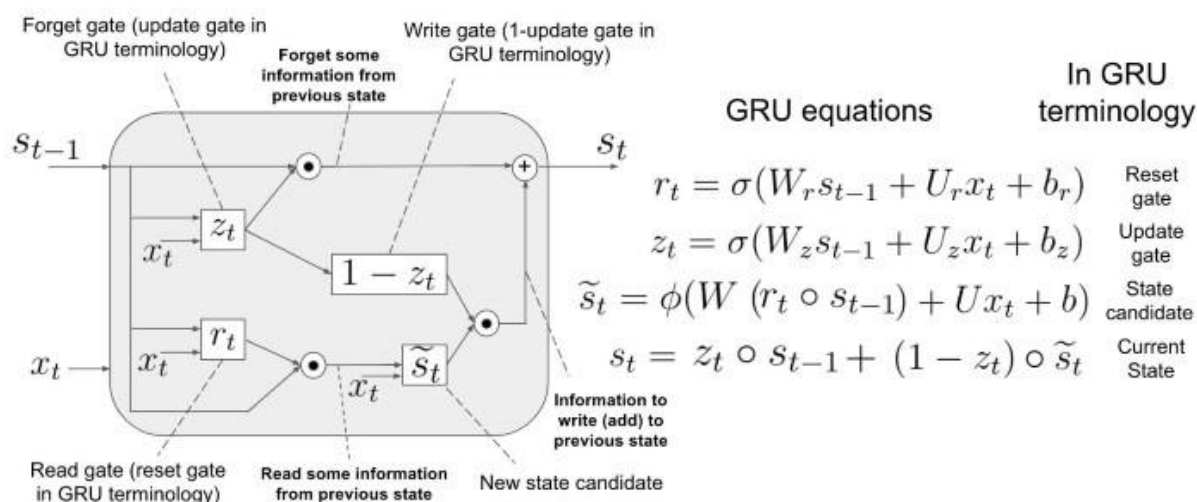 Forget gate (update gate in
GRU terminology)
Write gate (1-update gate in
GRU terminology)
Forget some
information from
previous state
s_{t-1}
s_t
z_t
x_t
1 - z_t
r_t
x_t
x_t
x_t
s̃_t
Information to
write (add) to
previous state
Read gate (reset gate
in GRU terminology)
Read some information
from previous state
New state candidate
GRU equations
In GRU
terminology
r_t = σ(W_r s_{t-1} + U_r x_t + b_r)
Reset
gate
z_t = σ(W_z s_{t-1} + U_z x_t + b_z)
Update
gate
s̃_t = φ(W (r_t ∘ s_{t-1}) + U x_t + b)
State
candidate
s_t = z_t ∘ s_{t-1} + (1 - z_t) ∘ s̃_t
Current
State